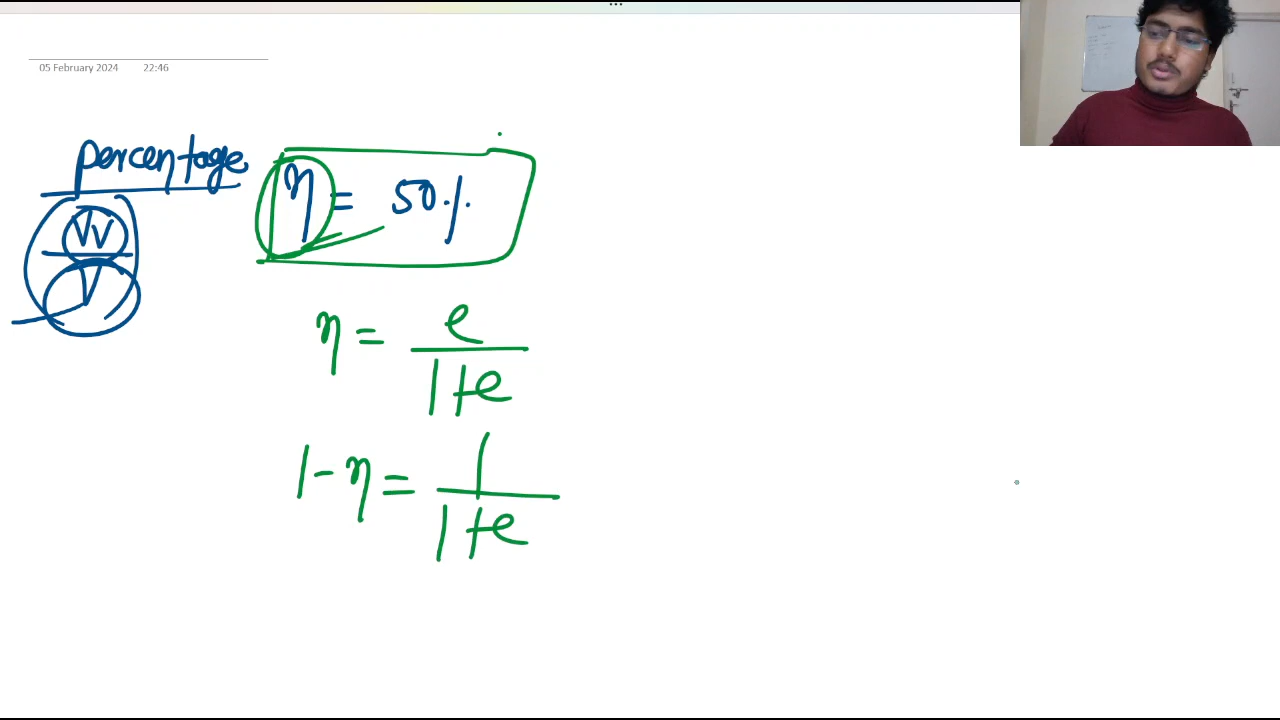 05 February 2024 22:46
percentage
η = 50%
Vv
V
η = e
1+e
1 - η = 1
1+e